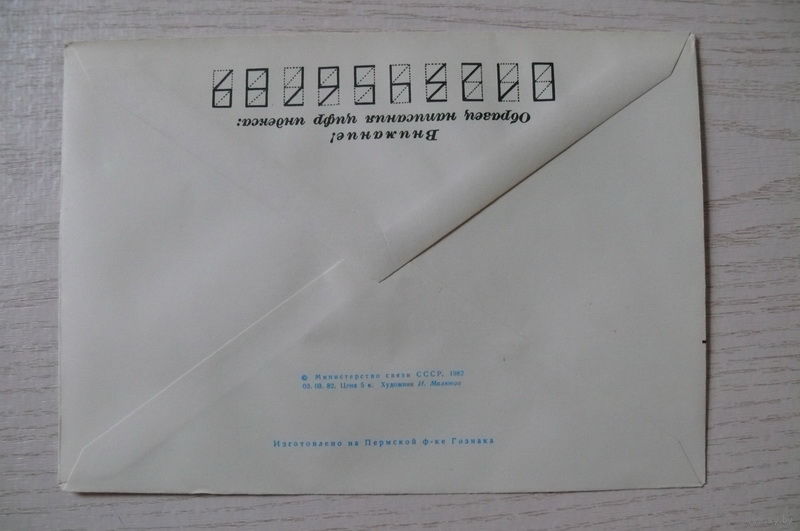 Внимание!
Образец написания цифр индекса:
0123456789
© Министерство связи СССР, 1982
03. 08. 82. Цена 5 к. Художник И.
Изготовлено на Пермской ф-ке Гознака